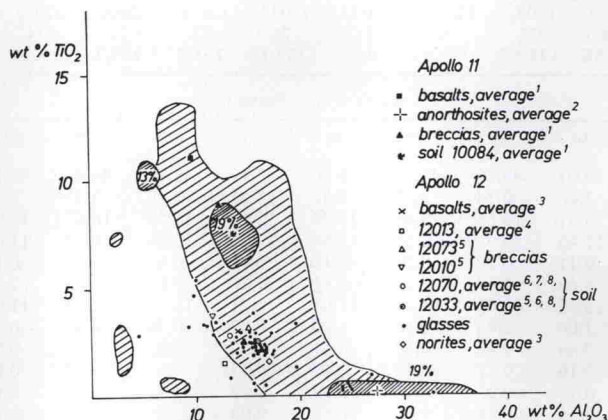 wt % TiO₂
15
10
5
10
20
30
40
wt % Al₂O₃
13%
9%
19%
Apollo 11
basalts, average¹
anorthosites, average²
breccias, average¹
soil 10084, average¹
Apollo 12
basalts, average³
12013, average⁴
12073⁵
12010⁵
breccias
12070, average⁶,⁷,⁸,
12033, average⁵,⁶,⁸,
soil
glasses
norites, average³